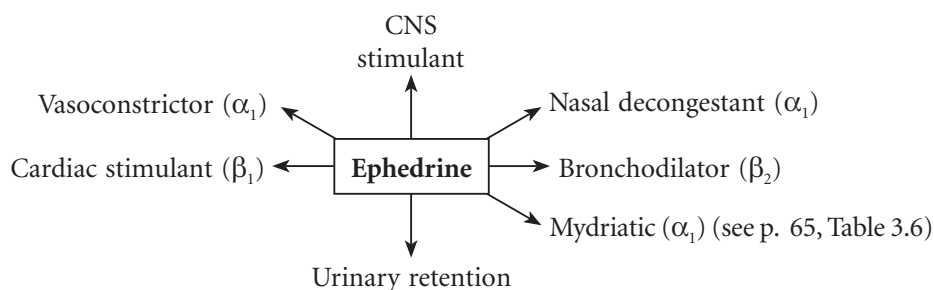 CNS
stimulant
Vasoconstrictor (α₁)
Nasal decongestant (α₁)
Cardiac stimulant (β₁)
Ephedrine
Bronchodilator (β₂)
Mydriatic (α₁) (see p. 65, Table 3.6)
Urinary retention